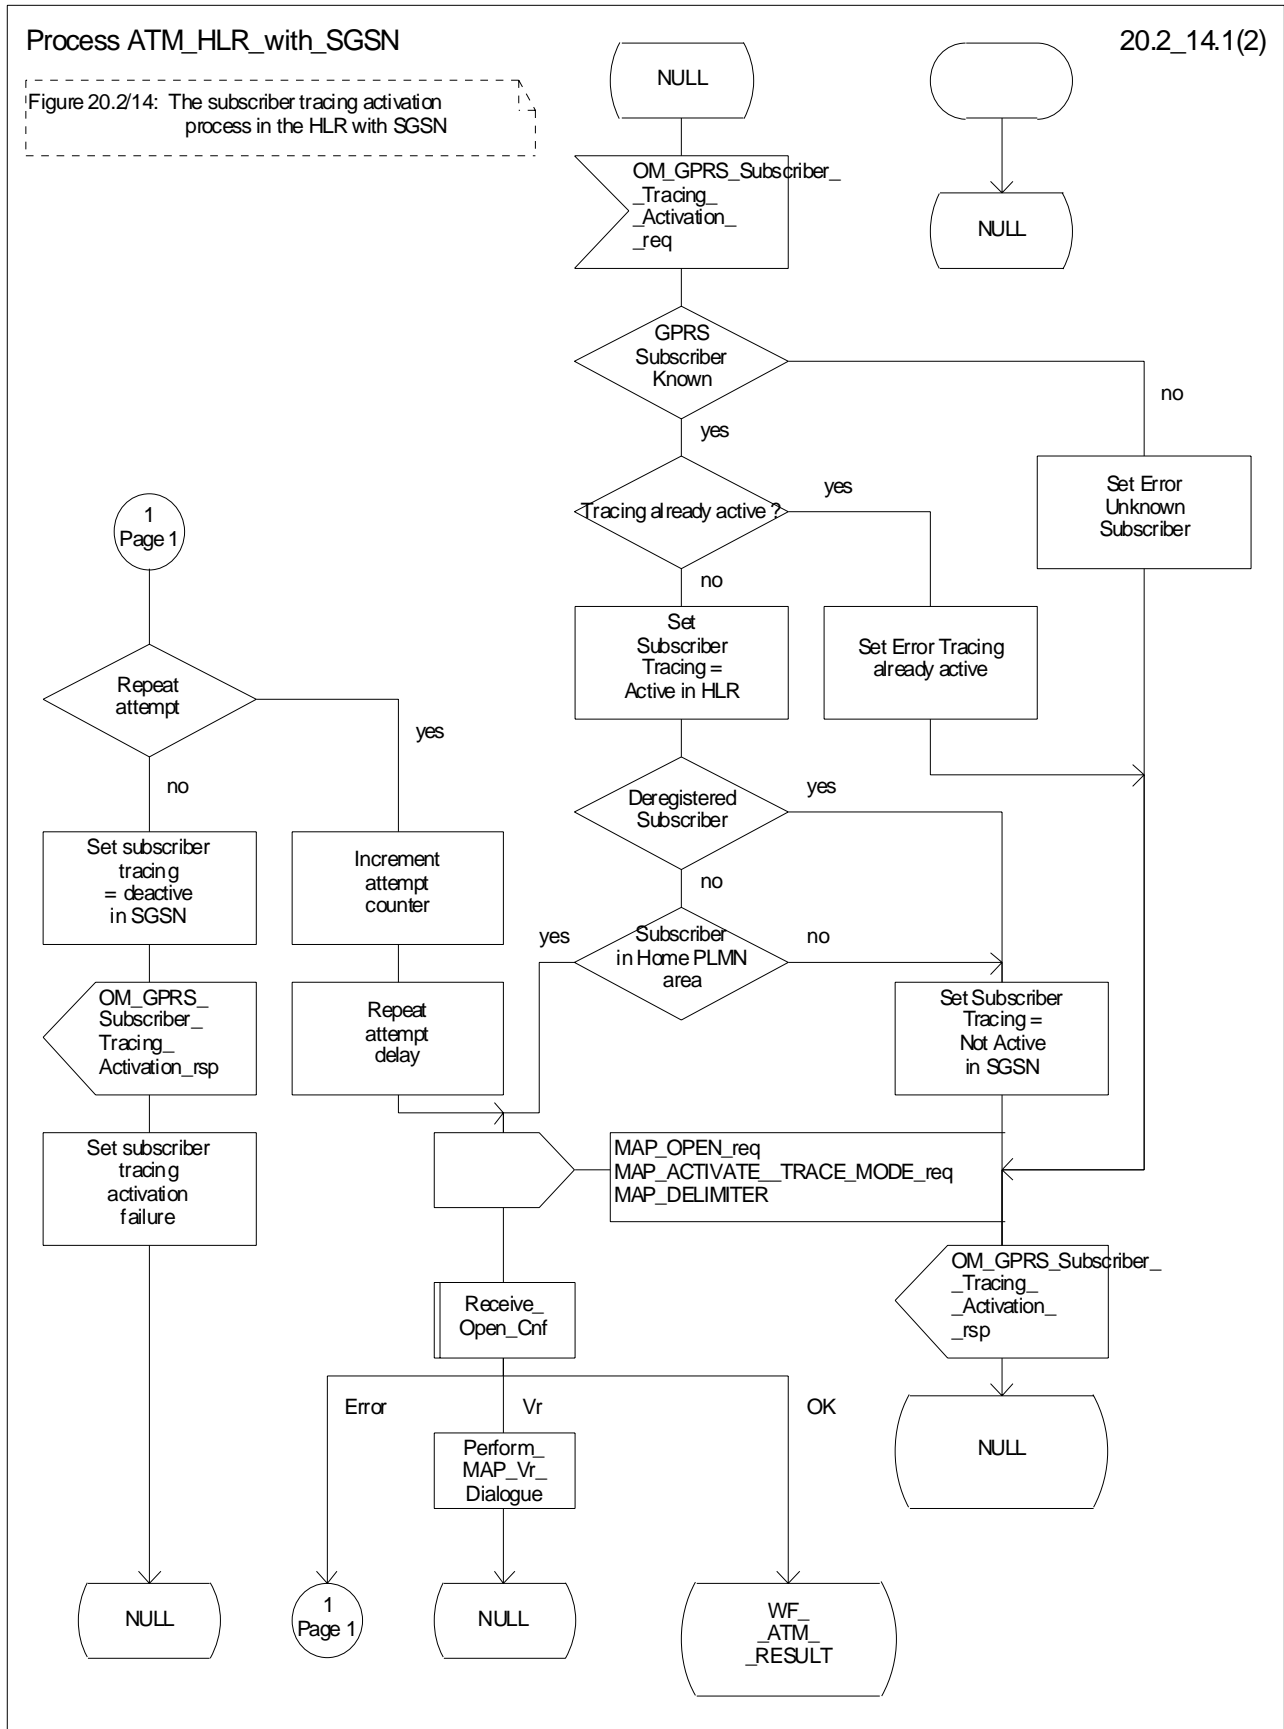 Process ATM_HLR_with_SGSN
20.2_14.1(2)
Figure 20.2/14: The subscriber tracing activation
process in the HLR with SGSN
NULL
OM_GPRS_Subscriber_
_Tracing_
_Activation_
_req
NULL
GPRS
Subscriber
Known
no
yes
Tracing already active ?
yes
no
Set Error
Unknown
Subscriber
1
Page 1
Set
Subscriber
Tracing =
Active in HLR
Set Error Tracing
already active
Repeat
attempt
yes
no
Deregistered
Subscriber
yes
no
Set subscriber
tracing
= deactive
in SGSN
Increment
attempt
counter
yes
Subscriber
in Home PLMN
area
no
OM_GPRS_
Subscriber_
Tracing_
Activation_rsp
Repeat
attempt
delay
Set Subscriber
Tracing =
Not Active
in SGSN
Set subscriber
tracing
activation
failure
MAP_OPEN_req
MAP_ACTIVATE__TRACE_MODE_req
MAP_DELIMITER
OM_GPRS_Subscriber_
_Tracing_
_Activation_
_rsp
Receive_
Open_Cnf
Error
Vr
OK
Perform_
MAP_Vr_
Dialogue
NULL
NULL
1
Page 1
NULL
WF_
_ATM_
_RESULT